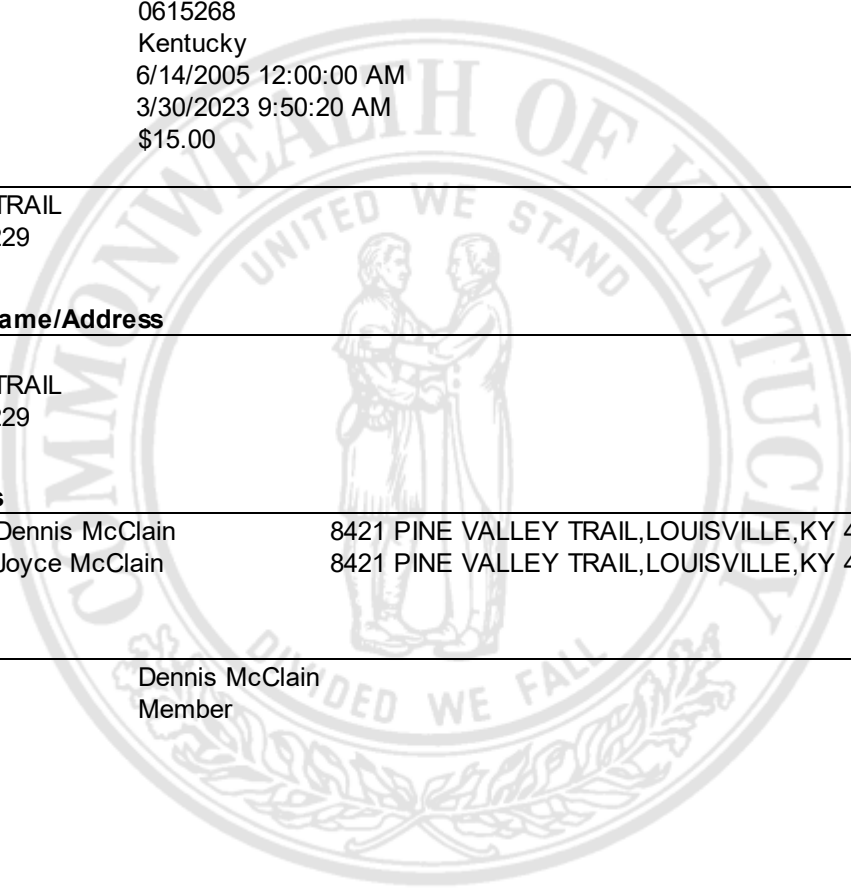 0615268
Kentucky
6/14/2005 12:00:00 AM
3/30/2023 9:50:20 AM
$15.00
TRAIL
229
ame/Address
TRAIL
229
s
Dennis McClain 8421 PINE VALLEY TRAIL,LOUISVILLE,KY 4
Joyce McClain 8421 PINE VALLEY TRAIL,LOUISVILLE,KY 4
Dennis McClain
Member
COMMONWEALTH OF KENTUCKY
UNITED WE STAND
DIVIDED WE FALL